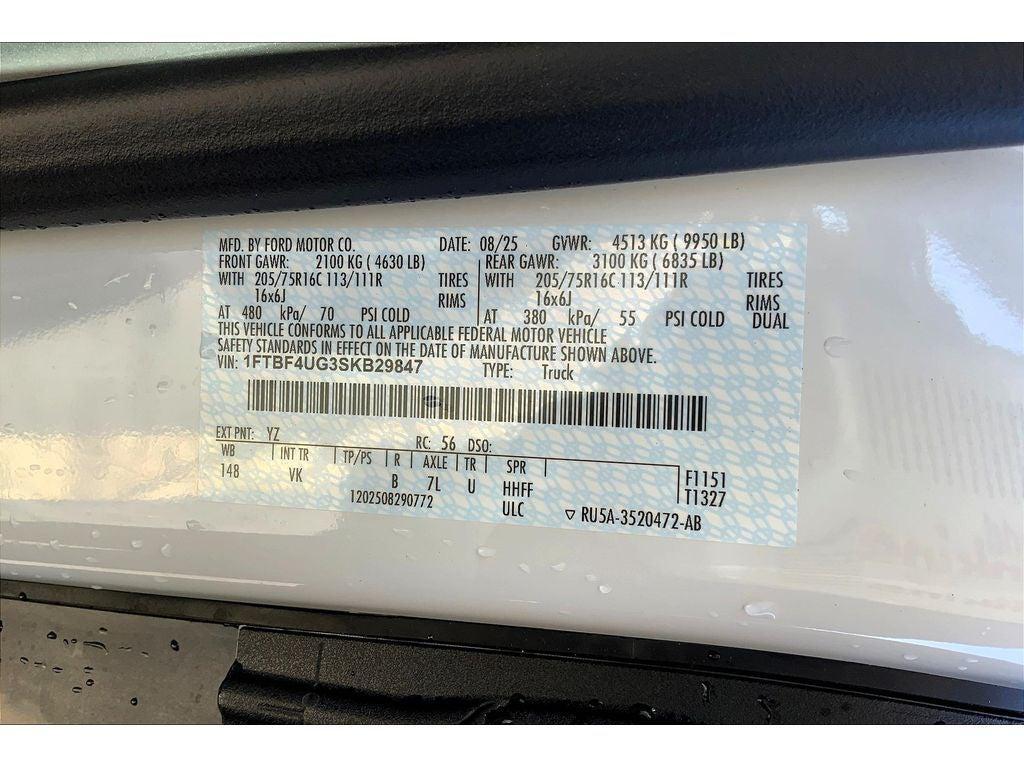 MFD. BY FORD MOTOR CO. DATE: 08/25 GVWR: 4513 KG ( 9950 LB)
FRONT GAWR: 2100 KG ( 4630 LB) REAR GAWR: 3100 KG ( 6835 LB)
WITH 205/75R16C 113/111R TIRES WITH 205/75R16C 113/111R TIRES
16x6J RIMS 16x6J RIMS
AT 480 kPa/ 70 PSI COLD AT 380 kPa/ 55 PSI COLD DUAL
THIS VEHICLE CONFORMS TO ALL APPLICABLE FEDERAL MOTOR VEHICLE
SAFETY STANDARDS IN EFFECT ON THE DATE OF MANUFACTURE SHOWN ABOVE.
VIN: 1FTBF4UG3SKB29847 TYPE: Truck
EXT PNT: YZ RC: 56 DSO:
WB INT TR TP/PS R AXLE TR SPR F1151
148 VK B 7L U HHFF T1327
1202508290772 ULC ▽ RU5A-3520472-AB